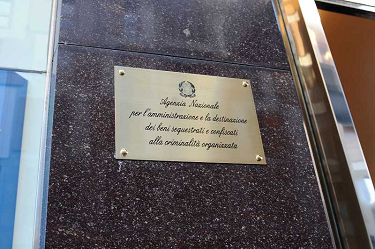 Agenzia Nazionale
per l'amministrazione e la destinazione
dei beni sequestrati e confiscati
alla criminalità organizzata